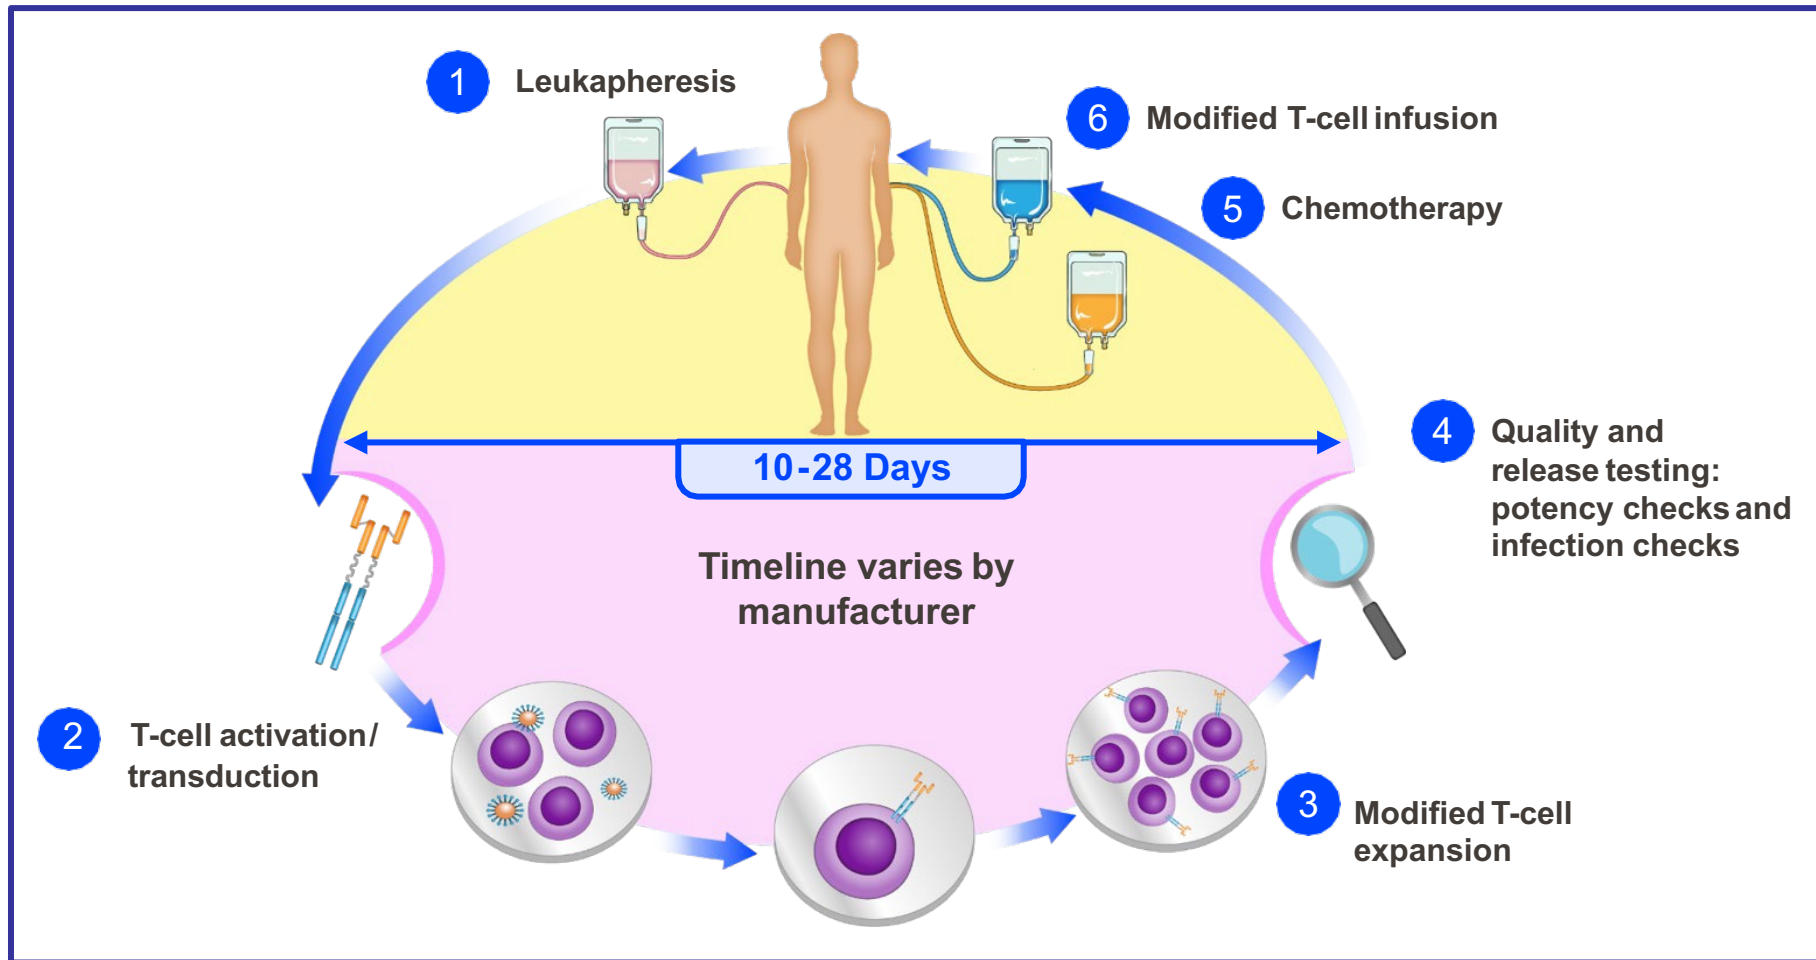 1
Leukapheresis
6
Modified T-cell infusion
5
Chemotherapy
10-28 Days
4
Quality and
release testing:
potency checks and
infection checks
Timeline varies by
manufacturer
2
T-cell activation/
transduction
3
Modified T-cell
expansion